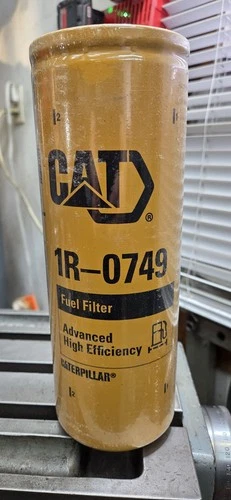 CAT®
1R-0749
Fuel Filter
Advanced
High Efficiency
CATERPILLAR®